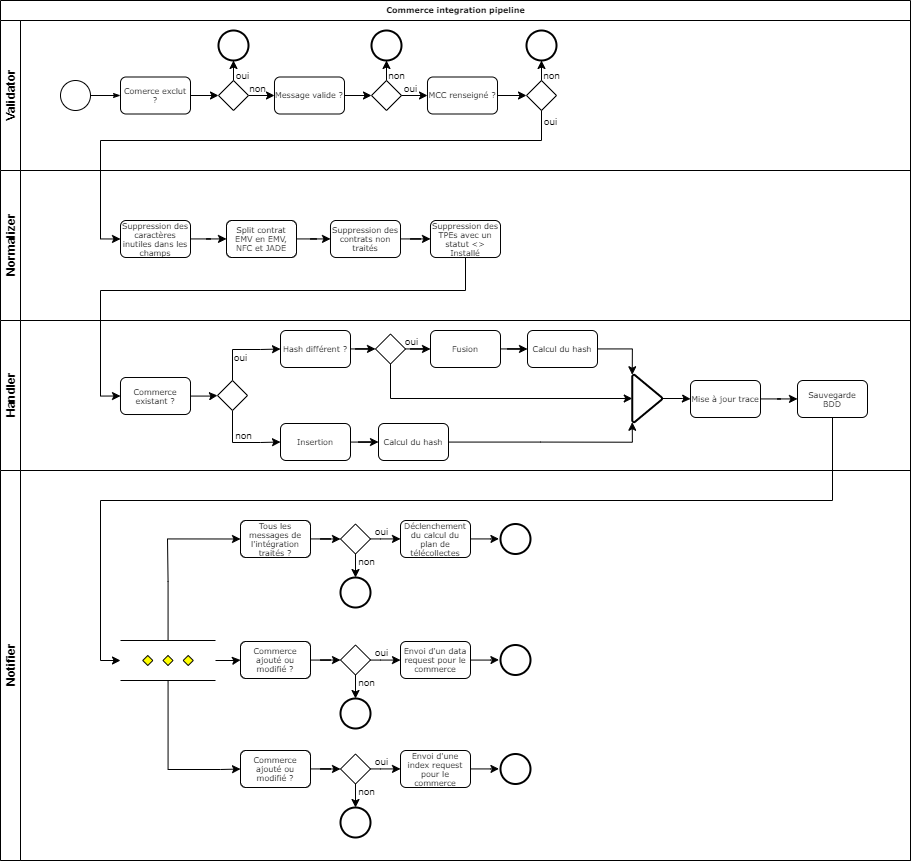 Commerce integration pipeline
Validator
oui
non
oui
non
Comerce exclut
?
non
Message valide ?
oui
MCC renseigné ?
oui
Normalizer
Suppression des
caractères
inutiles dans les
champs
Split contrat
EMV en EMV,
NFC et JADE
Suppression des
contrats non
traités
Suppression des
TPEs avec un
statut <>
Installé
Handler
Commerce
existant ?
oui
Hash différent ?
oui
Fusion
Calcul du hash
non
Insertion
Calcul du hash
Mise à jour trace
Sauvegarde
BDD
Notifier
Tous les
messages de
l'intégration
traités ?
oui
non
Déclenchement
du calcul du
plan de
télécollectes
Commerce
ajouté ou
modifié ?
oui
non
Envoi d'un data
request pour le
commerce
Commerce
ajouté ou
modifié ?
oui
non
Envoi d'une
index request
pour le
commerce